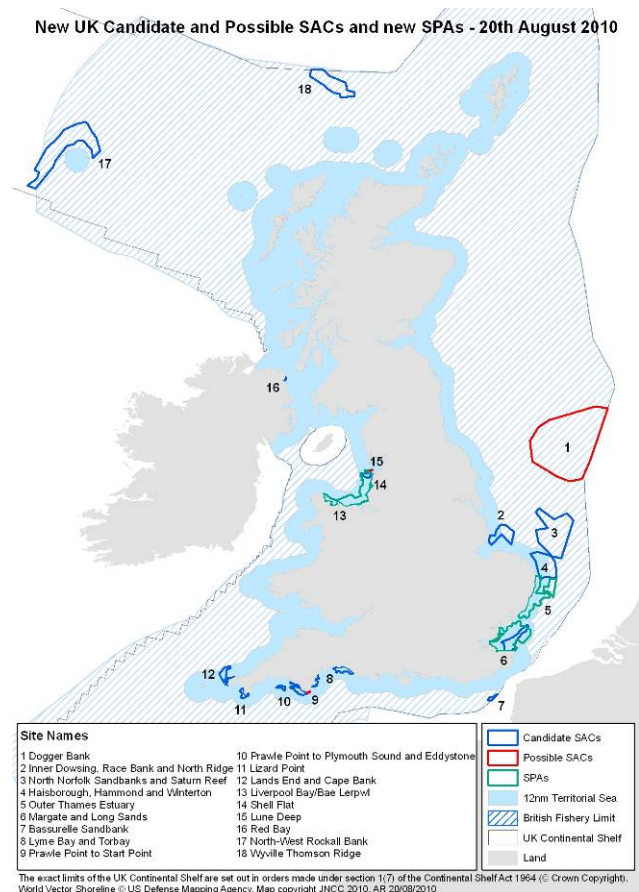 New UK Candidate and Possible SACs and new SPAs - 20th August 2010
18
17
16
1
15
14
13
2
3
4
5
6
12
8
11
10
9
7
Site Names
1 Dogger Bank
2 Inner Dowsing, Race Bank and North Ridge
3 North Norfolk Sandbanks and Saturn Reef
4 Haisborough, Hammond and Winterton
5 Outer Thames Estuary
6 Margate and Long Sands
7 Bassurelle Sandbank
8 Lyme Bay and Torbay
9 Prawle Point to Start Point
10 Prawle Point to Plymouth Sound and Eddystone
11 Lizard Point
12 Lands End and Cape Bank
13 Liverpool Bay/Bae Lerpwl
14 Shell Flat
15 Lune Deep
16 Red Bay
17 North-West Rockall Bank
18 Wyville Thomson Ridge
Candidate SACs
Possible SACs
SPAs
12nm Territorial Sea
British Fishery Limit
UK Continental Shelf
Land
The exact limits of the UK Continental Shelf are set out in orders made under section 1(7) of the Continental Shelf Act 1964 (© Crown Copyright).
World Vector Shoreline © US Defense Mapping Agency. Map copyright JNCC 2010. AR 20/08/2010